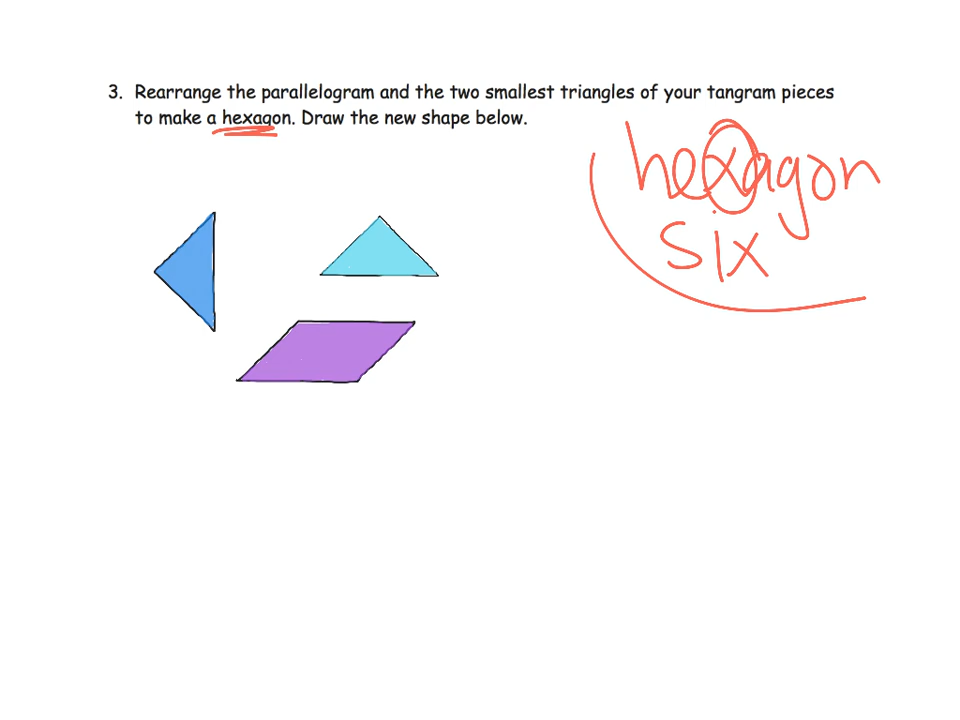 3. Rearrange the parallelogram and the two smallest triangles of your tangram pieces
to make a hexagon. Draw the new shape below.
hexagon
six